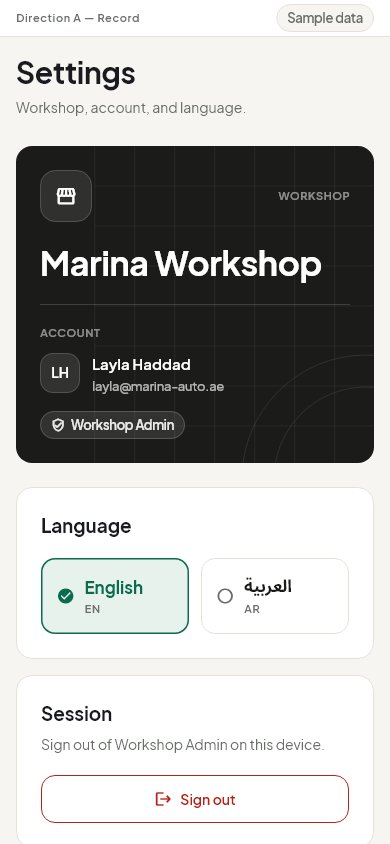 Direction A — Record
Sample data
Settings
Workshop, account, and language.
WORKSHOP
Marina Workshop
ACCOUNT
LH
Layla Haddad
layla@marina-auto.ae
Workshop Admin
Language
English
EN
العربية
AR
Session
Sign out of Workshop Admin on this device.
Sign out